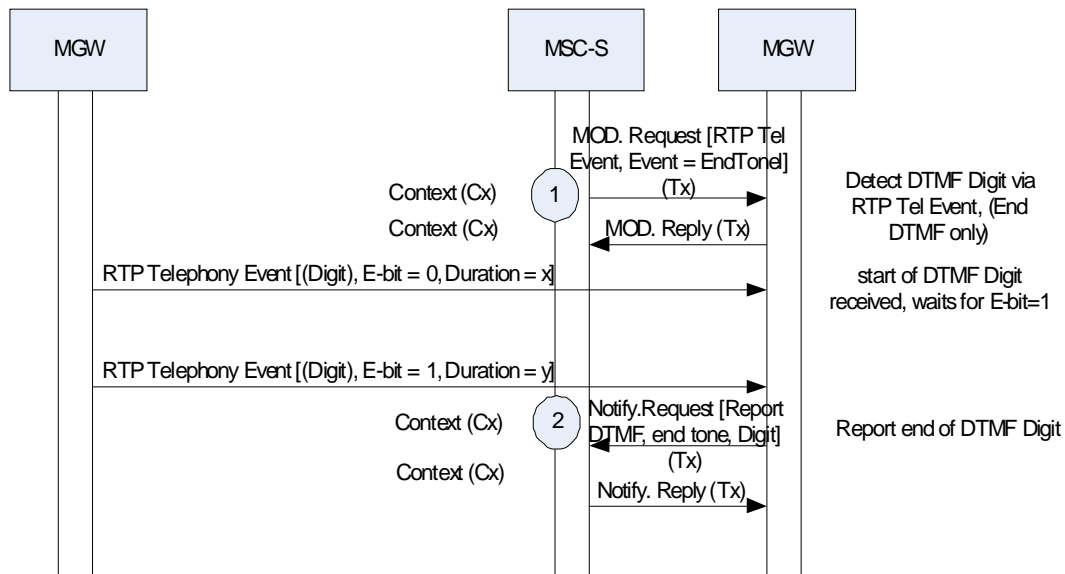 MGW
MSC-S
MGW
MOD. Request [RTP Tel
Event, Event = EndTonel]
(Tx)
Context (Cx)
1
Detect DTMF Digit via
RTP Tel Event, (End
DTMF only)
Context (Cx)
MOD. Reply (Tx)
RTP Telephony Event [(Digit), E-bit = 0, Duration = x]
start of DTMF Digit
received, waits for E-bit=1
RTP Telephony Event [(Digit), E-bit = 1, Duration = y]
Context (Cx)
2
Notify.Request [Report
DTMF, end tone, Digit]
(Tx)
Report end of DTMF Digit
Context (Cx)
Notify. Reply (Tx)